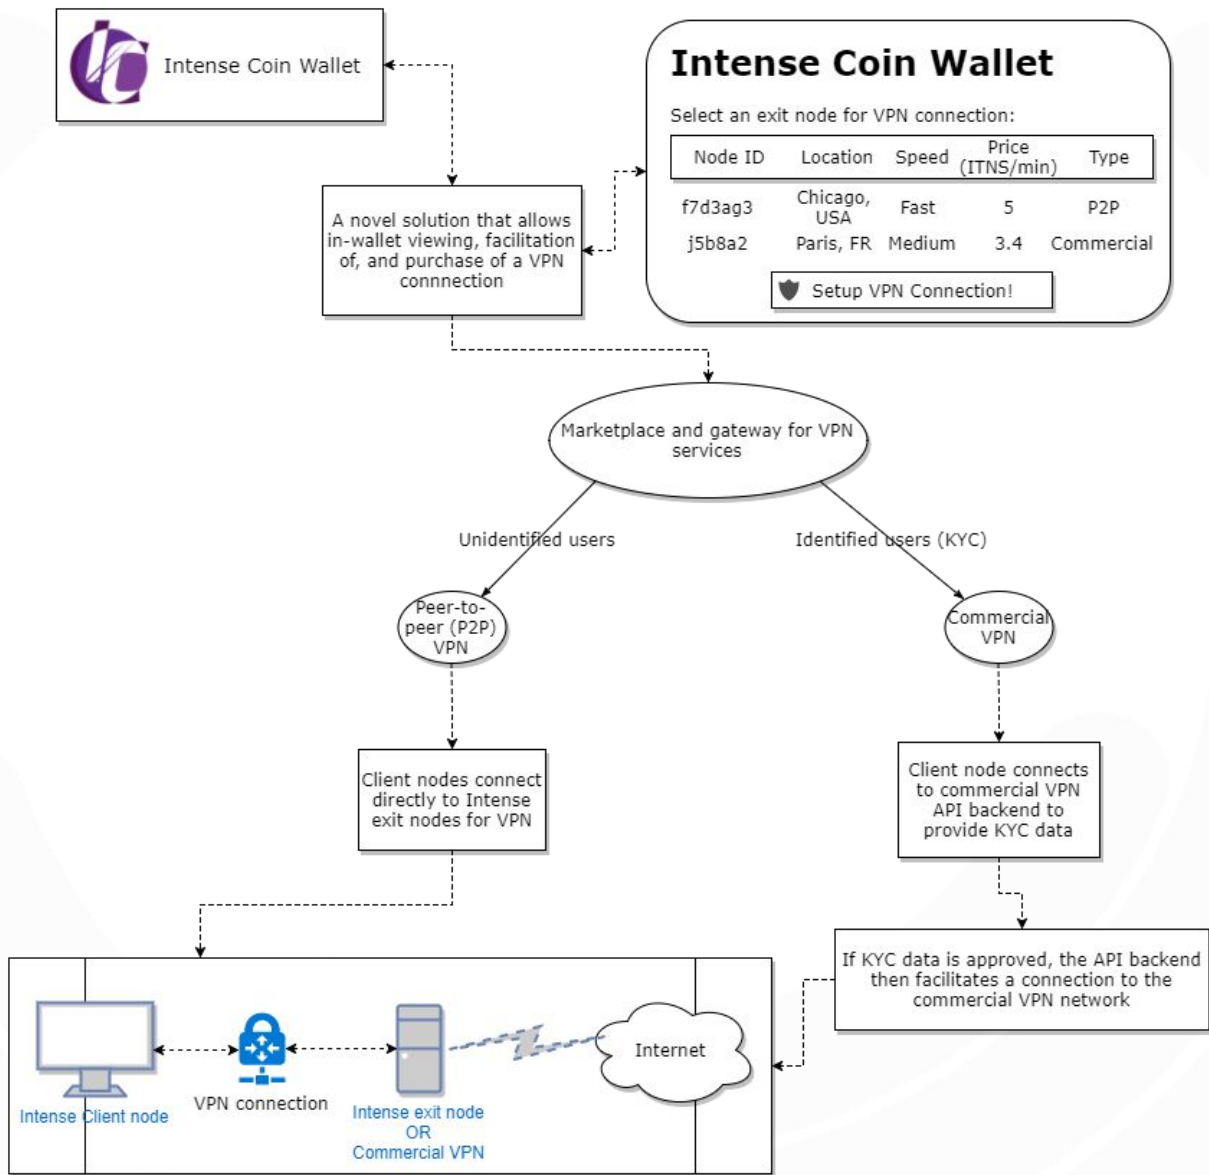 Intense Coin Wallet
Intense Coin Wallet
Select an exit node for VPN connection:
Node ID Location Speed Price (ITNS/min) Type
f7d3ag3 Chicago, USA Fast 5 P2P
j5b8a2 Paris, FR Medium 3.4 Commercial
Setup VPN Connection!
A novel solution that allows
in-wallet viewing, facilitation
of, and purchase of a VPN
connnection
Marketplace and gateway for VPN
services
Unidentified users
Identified users (KYC)
Peer-to-
peer (P2P)
VPN
Commercial
VPN
Client nodes connect
directly to Intense
exit nodes for VPN
Client node connects
to commercial VPN
API backend to
provide KYC data
If KYC data is approved, the API backend
then facilitates a connection to the
commercial VPN network
Intense Client node
VPN connection
Intense exit node
OR
Commercial VPN
Internet